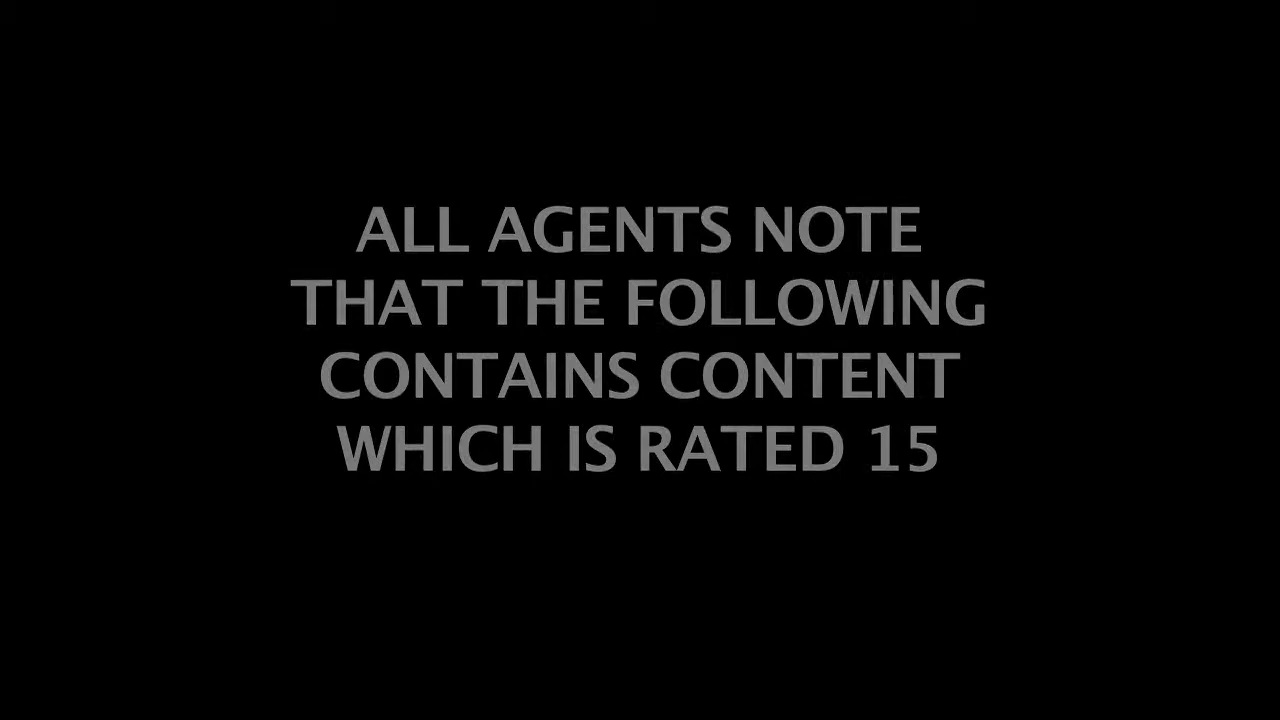 ALL AGENTS NOTE
THAT THE FOLLOWING
CONTAINS CONTENT
WHICH IS RATED 15